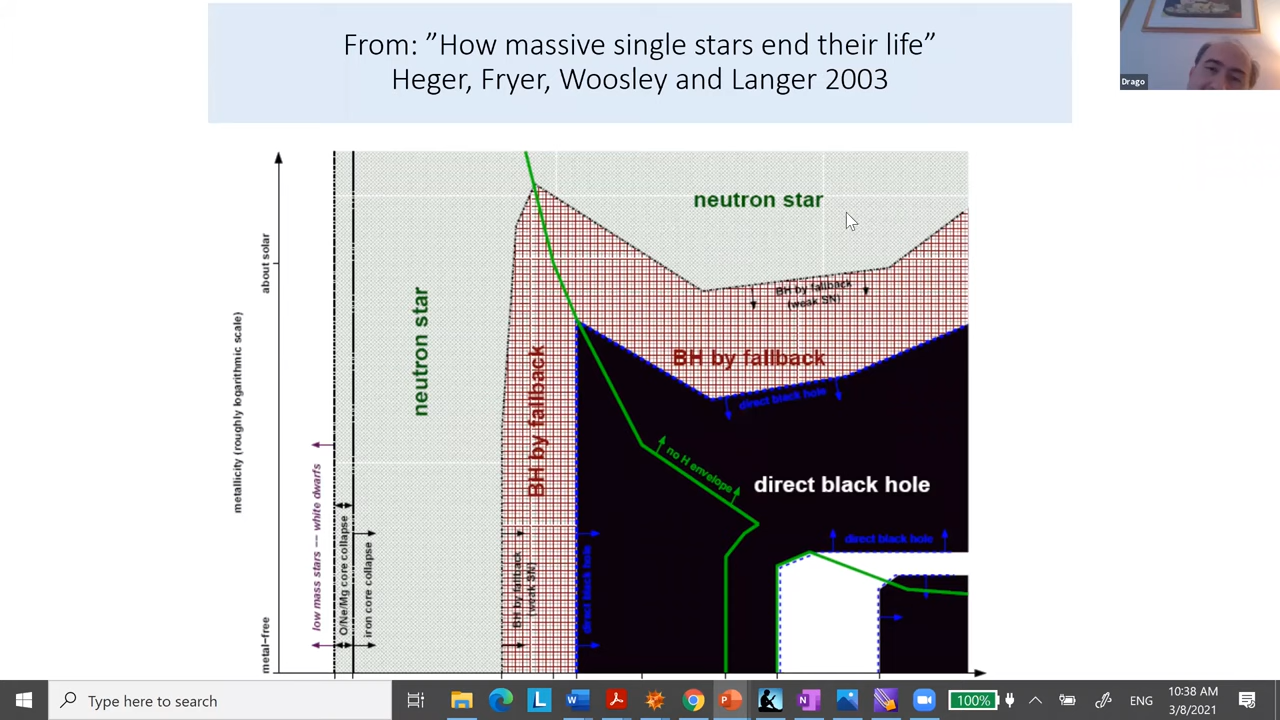 From: ”How massive single stars end their life”
Heger, Fryer, Woosley and Langer 2003
Drago
metallicity (roughly logarithmic scale)
about solar
metal−free
low mass stars −− white dwarfs
O/Ne/Mg core collapse
iron core collapse
neutron star
BH by fallback
(weak SN)
BH by fallback
direct black hole
neutron star
BH by fallback
(weak SN)
BH by fallback
direct black hole
no H envelope
direct black hole
direct black hole
Type here to search
100%
ENG
10:38 AM
3/8/2021